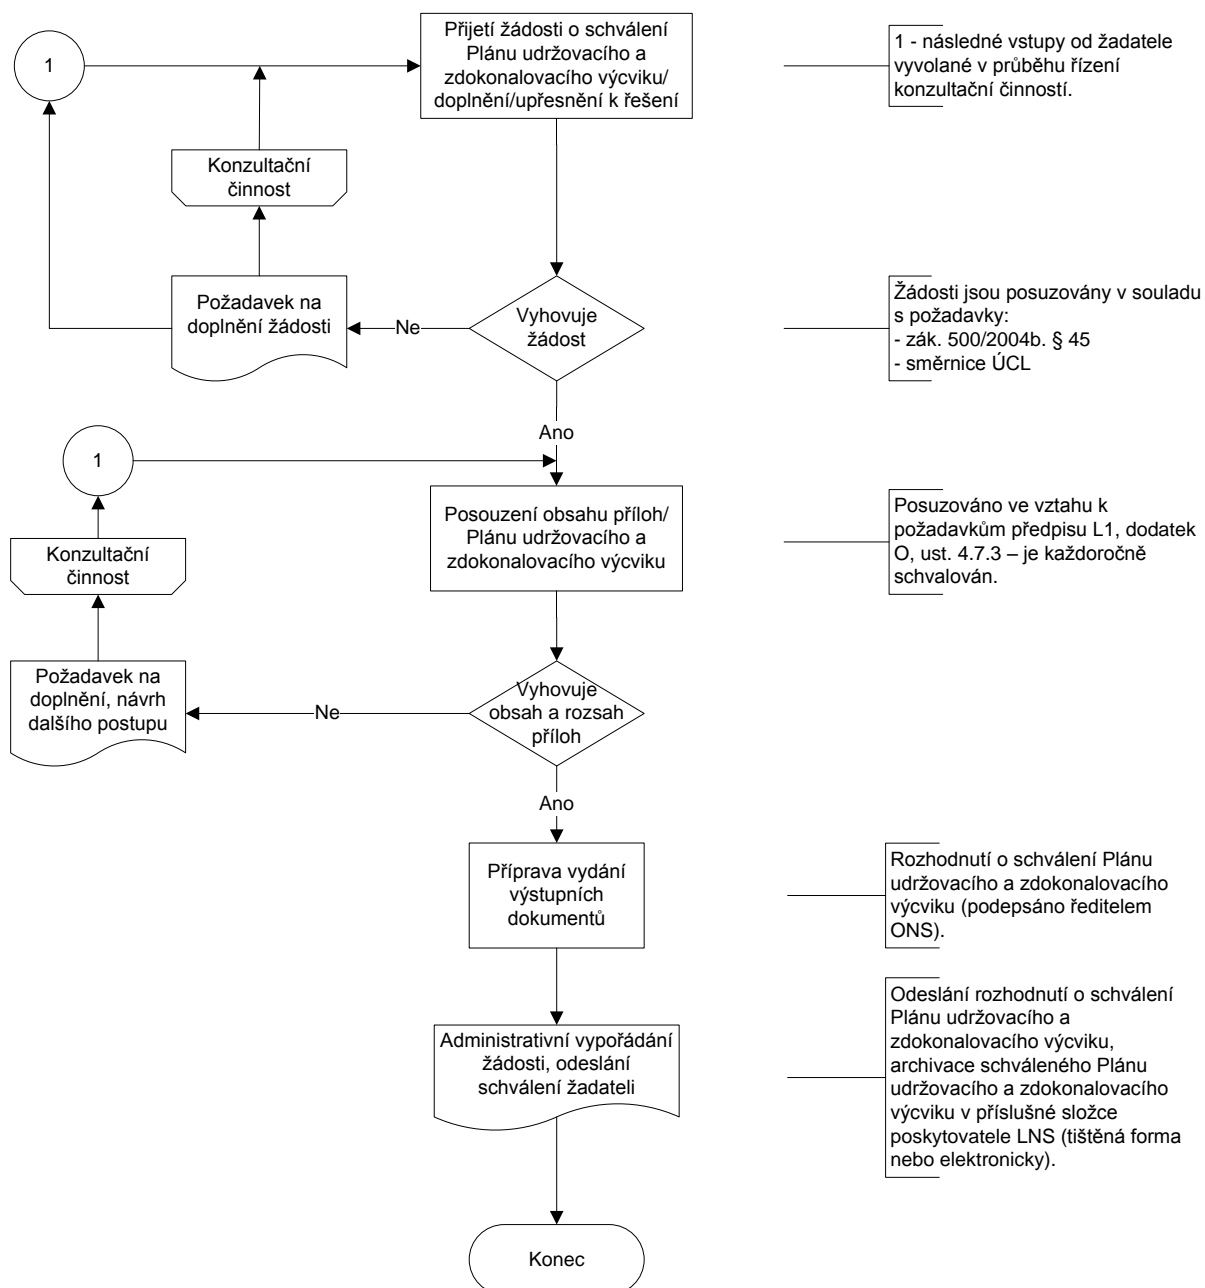 1
Přijetí žádosti o schválení
Plánu udržovacího a
zdokonalovacího výcviku/
doplnění/upřesnění k řešení
1 - následné vstupy od žadatele
vyvolané v průběhu řízení
konzultační činností.
Konzultační
činnost
Požadavek na
doplnění žádosti
Ne
Vyhovuje
žádost
Žádosti jsou posuzovány v souladu
s požadavky:
- zák. 500/2004b. § 45
- směrnice ÚCL
Ano
1
Posouzení obsahu příloh/
Plánu udržovacího a
zdokonalovacího výcviku
Posuzováno ve vztahu k
požadavkům předpisu L1, dodatek
O, ust. 4.7.3 – je každoročně
schvalován.
Konzultační
činnost
Požadavek na
doplnění, návrh
dalšího postupu
Ne
Vyhovuje
obsah a rozsah
příloh
Ano
Příprava vydání
výstupních
dokumentů
Rozhodnutí o schválení Plánu
udržovacího a zdokonalovacího
výcviku (podepsáno ředitelem
ONS).
Administrativní vypořádání
žádosti, odeslání
schválení žadateli
Odeslání rozhodnutí o schválení
Plánu udržovacího a
zdokonalovacího výcviku,
archivace schváleného Plánu
udržovacího a zdokonalovacího
výcviku v příslušné složce
poskytovatele LNS (tištěná forma
nebo elektronicky).
Konec